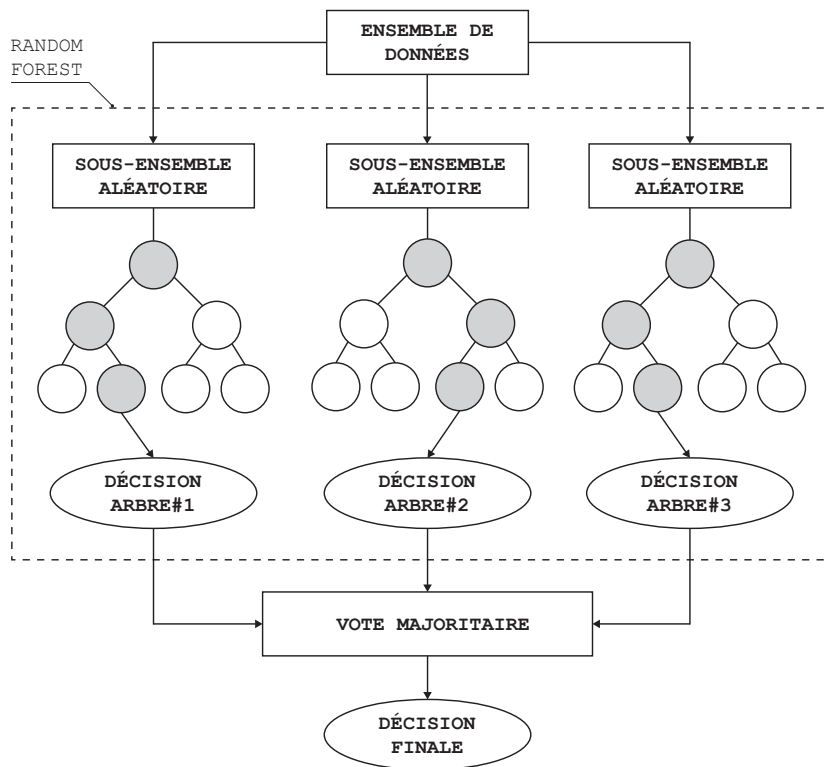 ENSEMBLE DE
DONNÉES
RANDOM
FOREST
SOUS-ENSEMBLE
ALÉATOIRE
SOUS-ENSEMBLE
ALÉATOIRE
SOUS-ENSEMBLE
ALÉATOIRE
DÉCISION
ARBRE#1
DÉCISION
ARBRE#2
DÉCISION
ARBRE#3
VOTE MAJORITAIRE
DÉCISION
FINALE